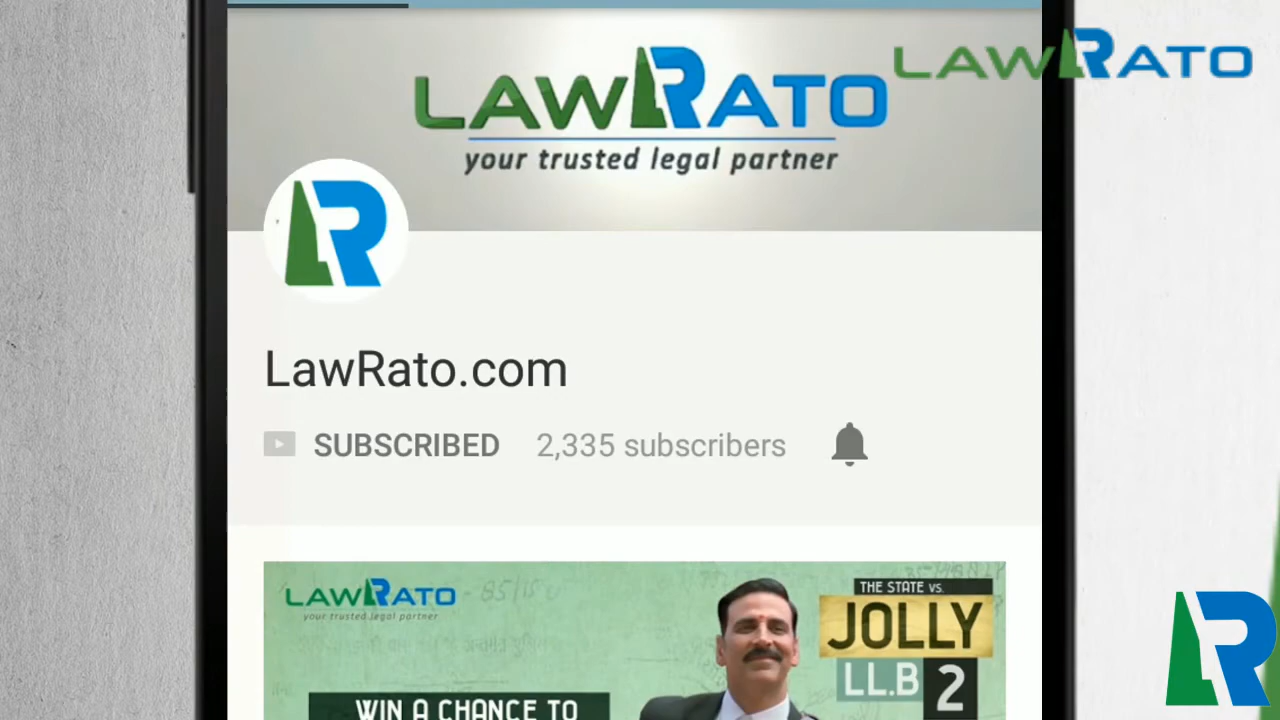 LAWRATO
LAWRATO
your trusted legal partner
LawRato.com
SUBSCRIBED 2,335 subscribers
LAWRATO
your trusted legal partner
THE STATE vs.
JOLLY
LL.B 2
WIN A CHANCE TO